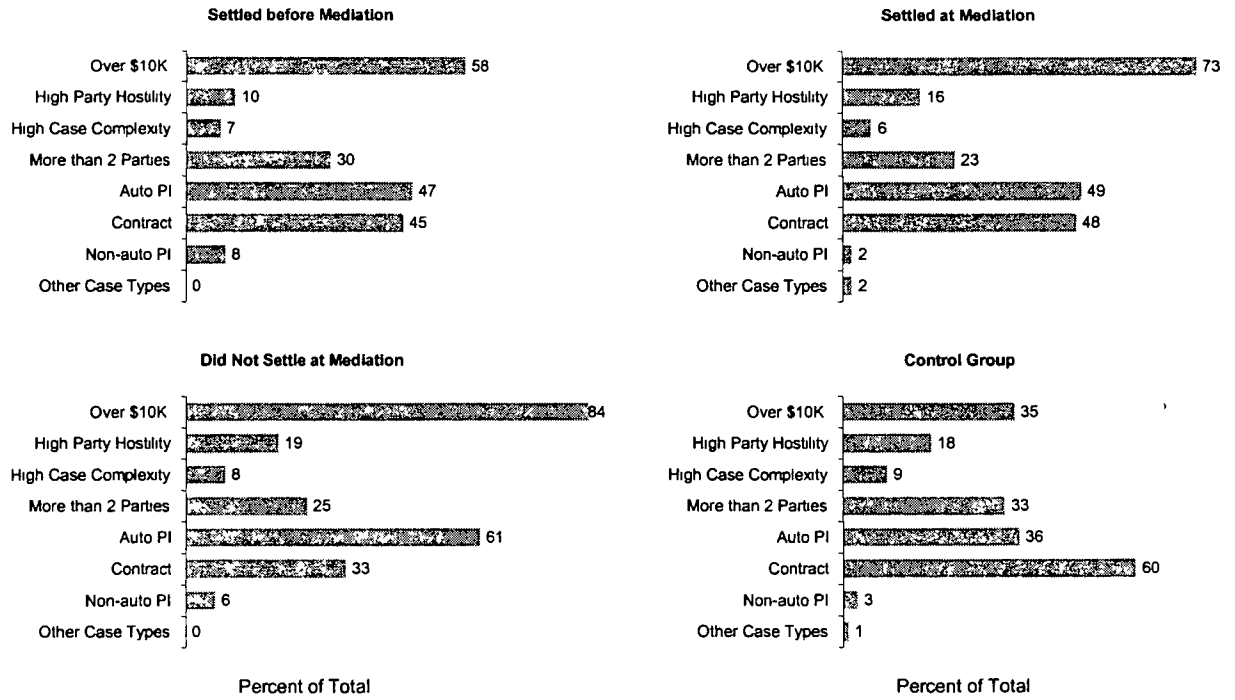 Settled before Mediation
Over $10K 58
High Party Hostility 10
High Case Complexity 7
More than 2 Parties 30
Auto PI 47
Contract 45
Non-auto PI 8
Other Case Types 0
Settled at Mediation
Over $10K 73
High Party Hostility 16
High Case Complexity 6
More than 2 Parties 23
Auto PI 49
Contract 48
Non-auto PI 2
Other Case Types 2
Did Not Settle at Mediation
Over $10K 84
High Party Hostility 19
High Case Complexity 8
More than 2 Parties 25
Auto PI 61
Contract 33
Non-auto PI 6
Other Case Types 0
Percent of Total
Control Group
Over $10K 35
High Party Hostility 18
High Case Complexity 9
More than 2 Parties 33
Auto PI 36
Contract 60
Non-auto PI 3
Other Case Types 1
Percent of Total